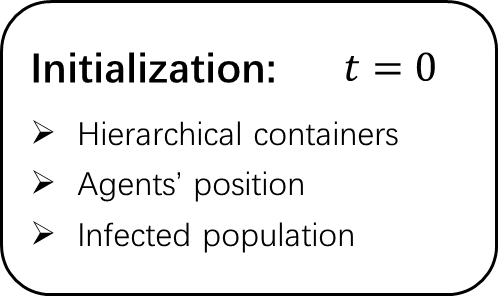 Initialization: t = 0
➢ Hierarchical containers
➢ Agents’ position
➢ Infected population